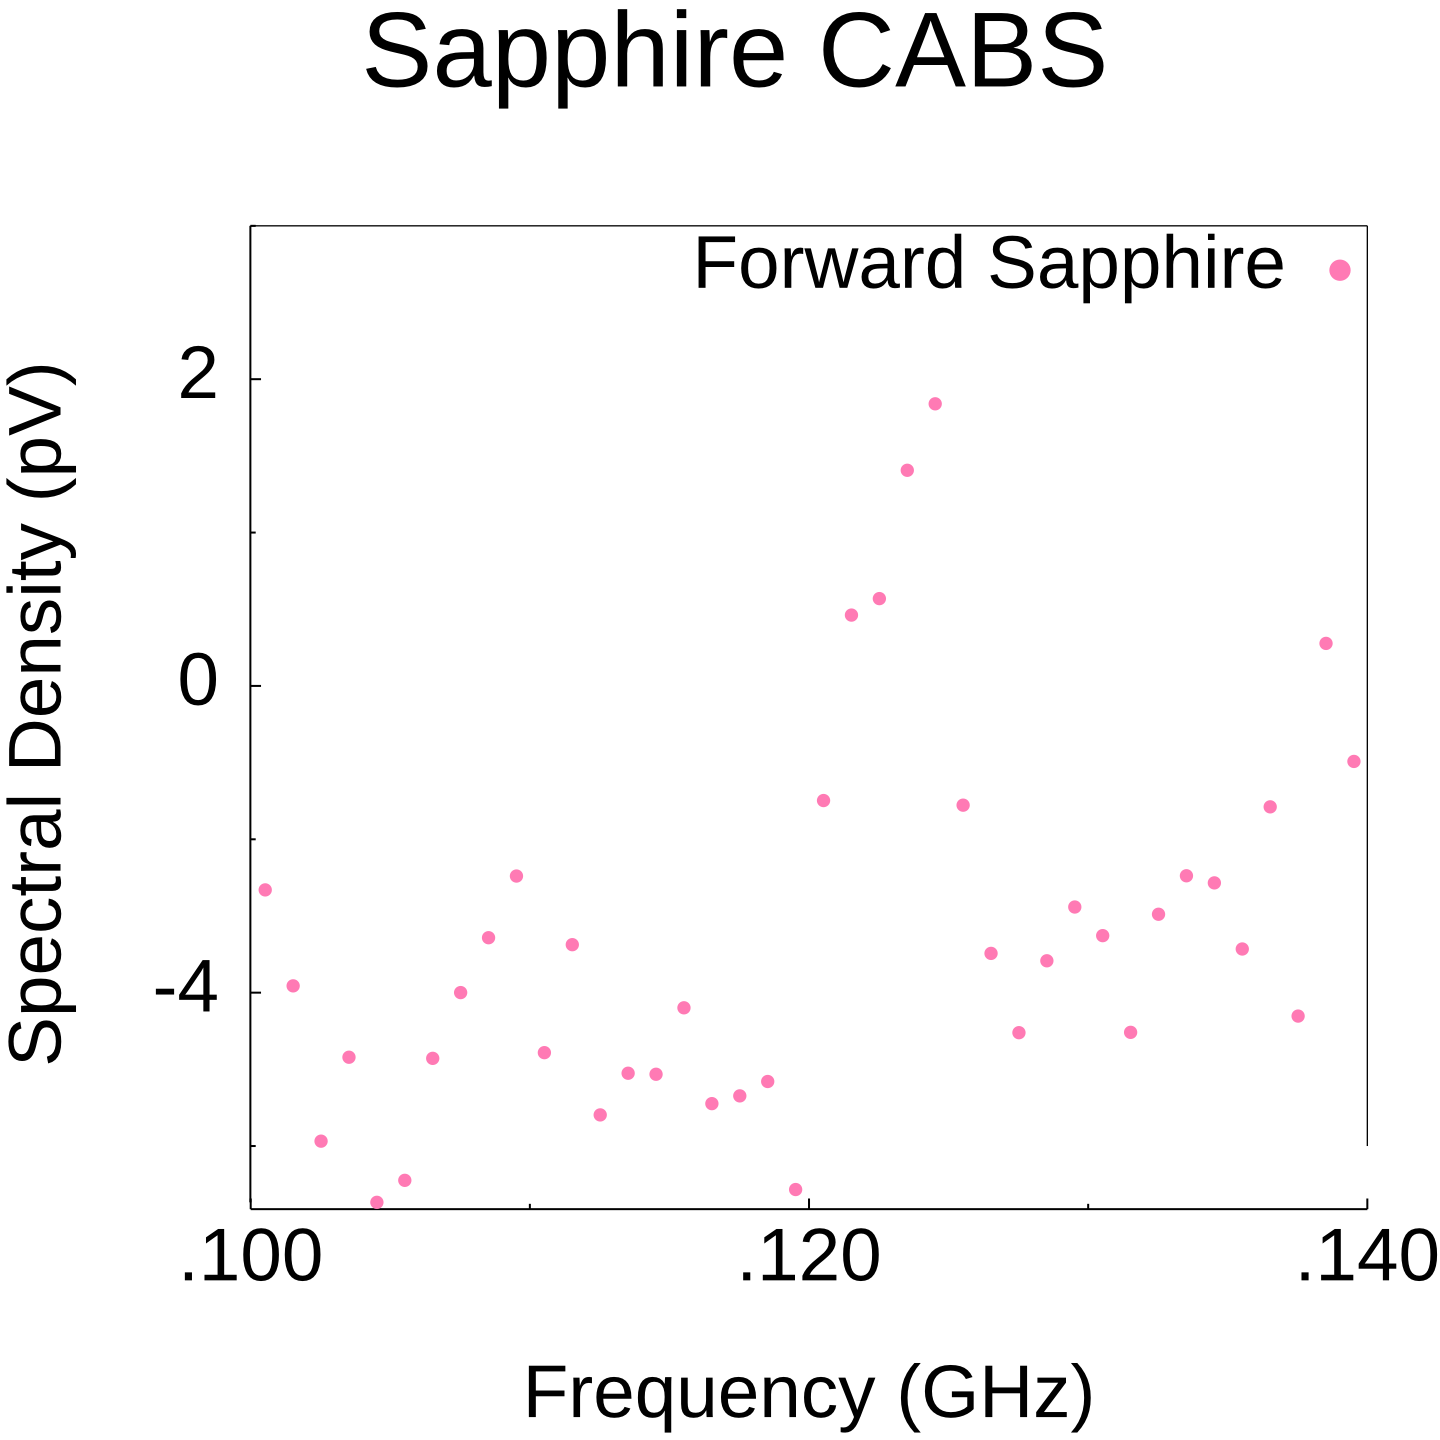 Sapphire CABS
Forward Sapphire
Spectral Density (pV)
2
0
-4
.100
.120
.140
Frequency (GHz)